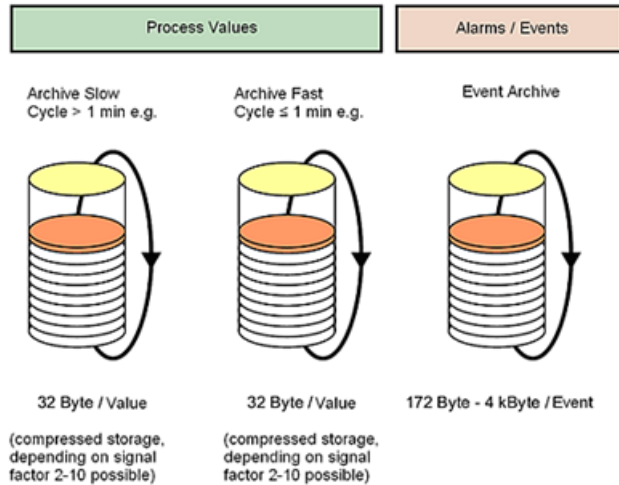 Process Values
Alarms / Events
Archive Slow
Cycle > 1 min e.g.
Archive Fast
Cycle ≤ 1 min e.g.
Event Archive
32 Byte / Value
(compressed storage,
depending on signal
factor 2-10 possible)
32 Byte / Value
(compressed storage,
depending on signal
factor 2-10 possible)
172 Byte - 4 kByte / Event